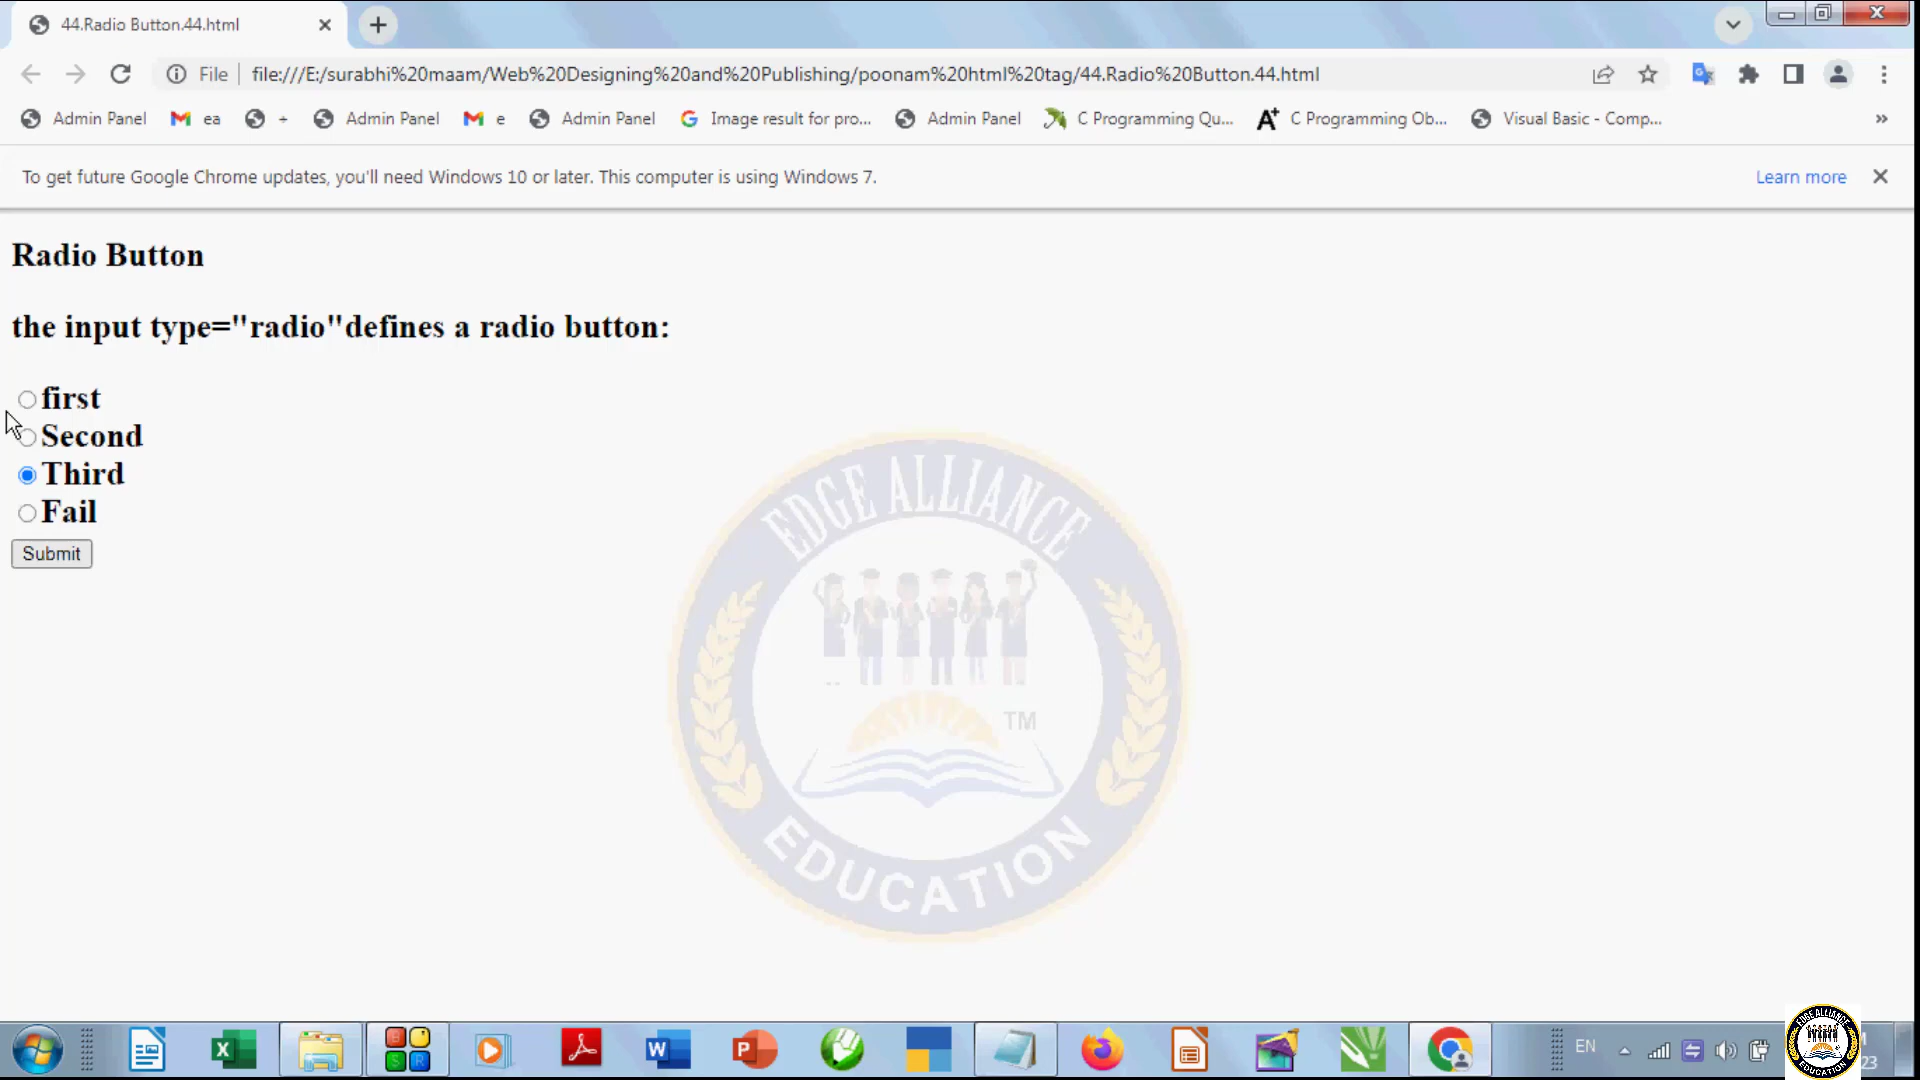 44.Radio Button.44.html
File
file:///E:/surabhi%20maam/Web%20Designing%20and%20Publishing/poonam%20html%20tag/44.Radio%20Button.44.html
Admin Panel ea + Admin Panel e Admin Panel Image result for pro... Admin Panel C Programming Qu... C Programming Ob... Visual Basic - Comp... »
To get future Google Chrome updates, you'll need Windows 10 or later. This computer is using Windows 7. Learn more
Radio Button
the input type="radio"defines a radio button:
first
Second
Third
Fail
Submit
EDGE ALLIANCE
TM
EDUCATION
EN
EDGE ALLIANCE
EDUCATION